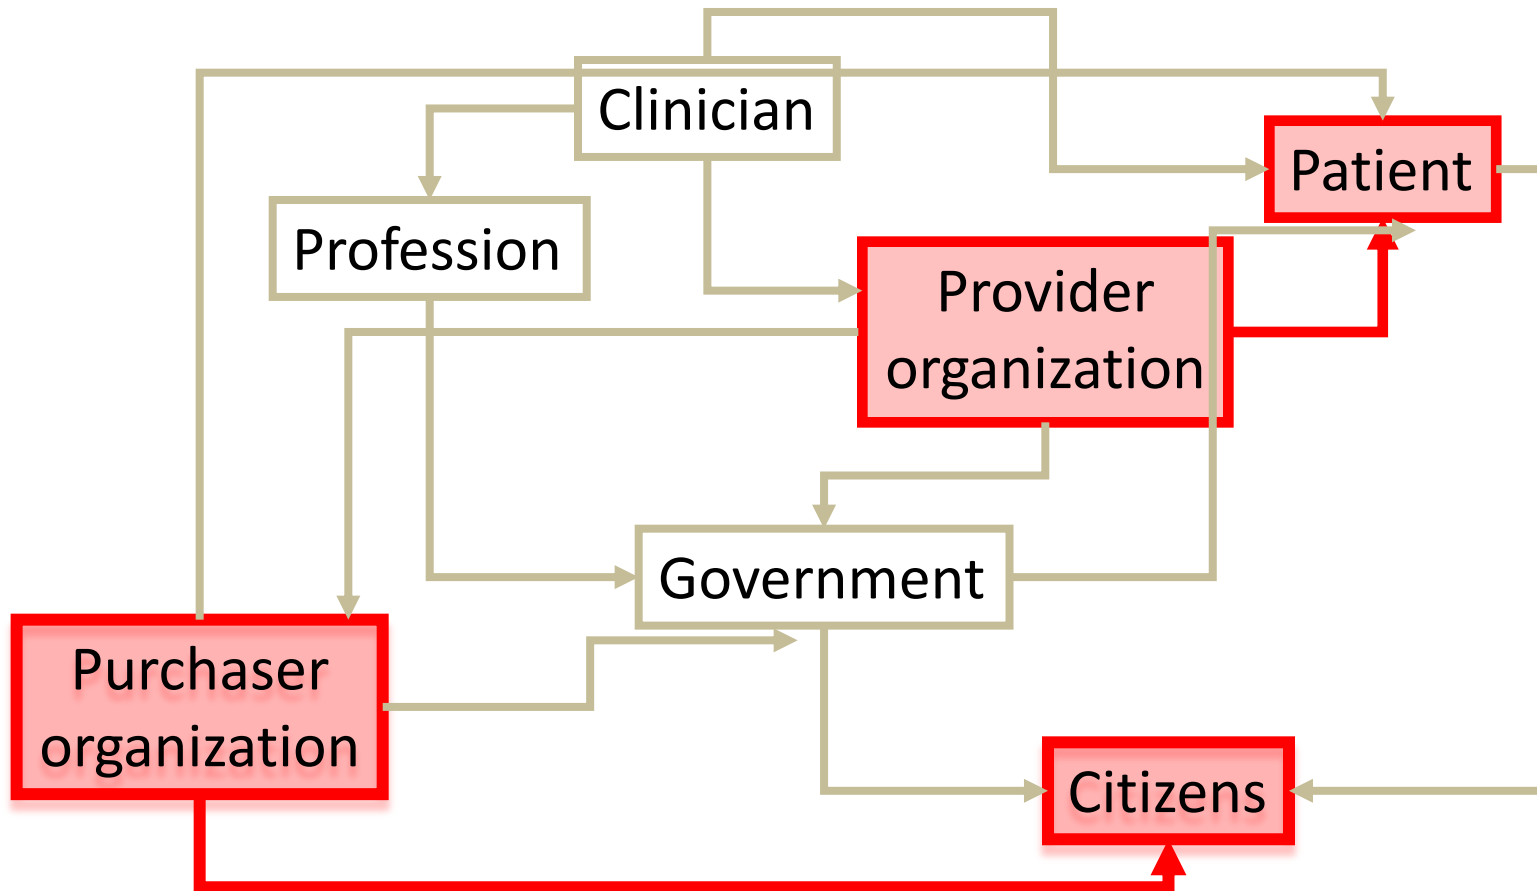 Clinician
Patient
Profession
Provider
organization
Government
Purchaser
organization
Citizens